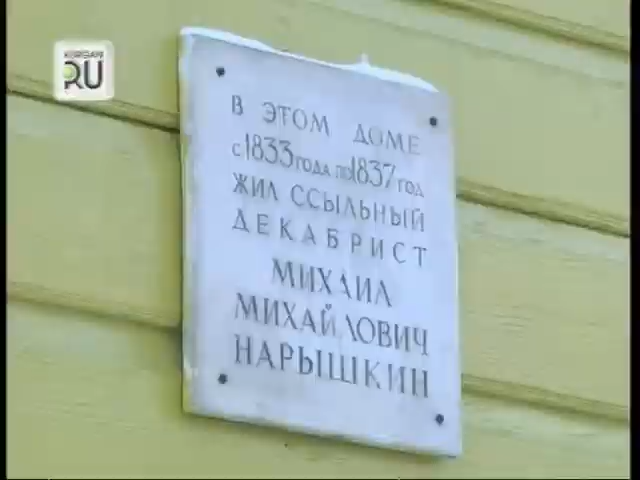 KURGAN
RU
В ЭТОМ ДОМЕ
с 1833 года по 1837 год
ЖИЛ ССЫЛЬНЫЙ
ДЕКАБРИСТ
МИХАИЛ
МИХАЙЛОВИЧ
НАРЫШКИН